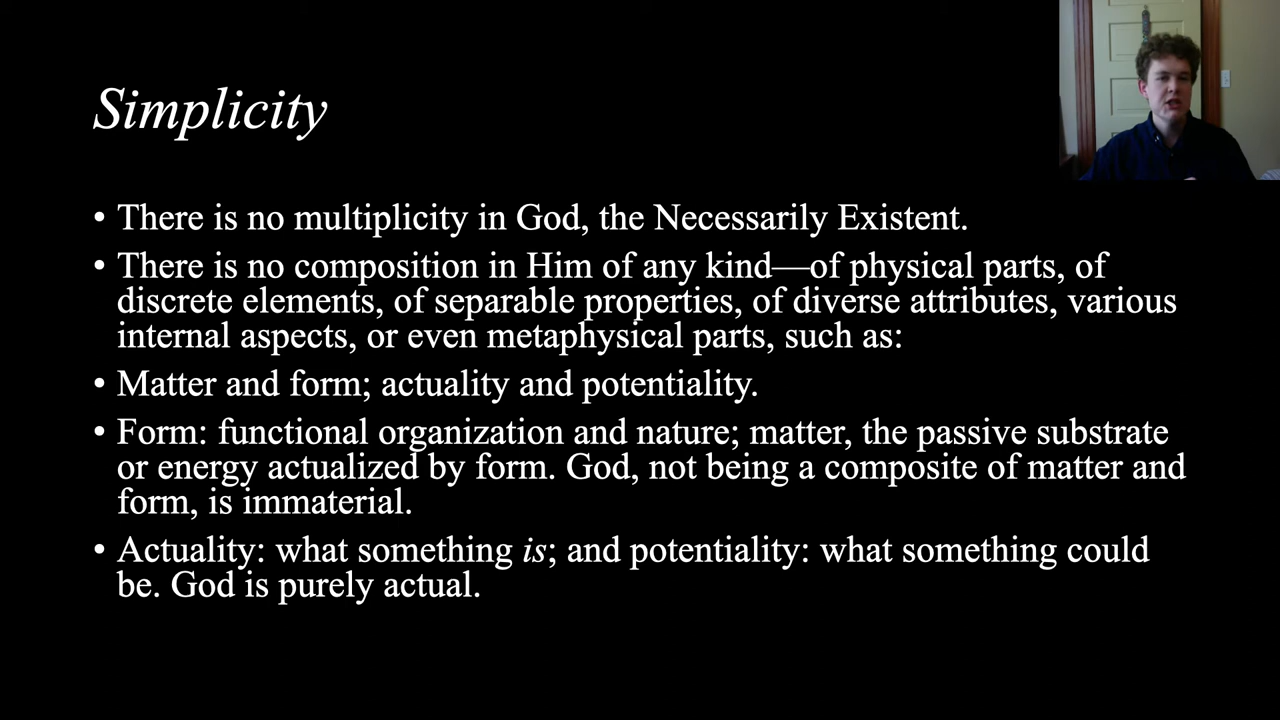 Simplicity
• There is no multiplicity in God, the Necessarily Existent.
• There is no composition in Him of any kind—of physical parts, of
discrete elements, of separable properties, of diverse attributes, various
internal aspects, or even metaphysical parts, such as:
• Matter and form; actuality and potentiality.
• Form: functional organization and nature; matter, the passive substrate
or energy actualized by form. God, not being a composite of matter and
form, is immaterial.
• Actuality: what something is; and potentiality: what something could
be. God is purely actual.